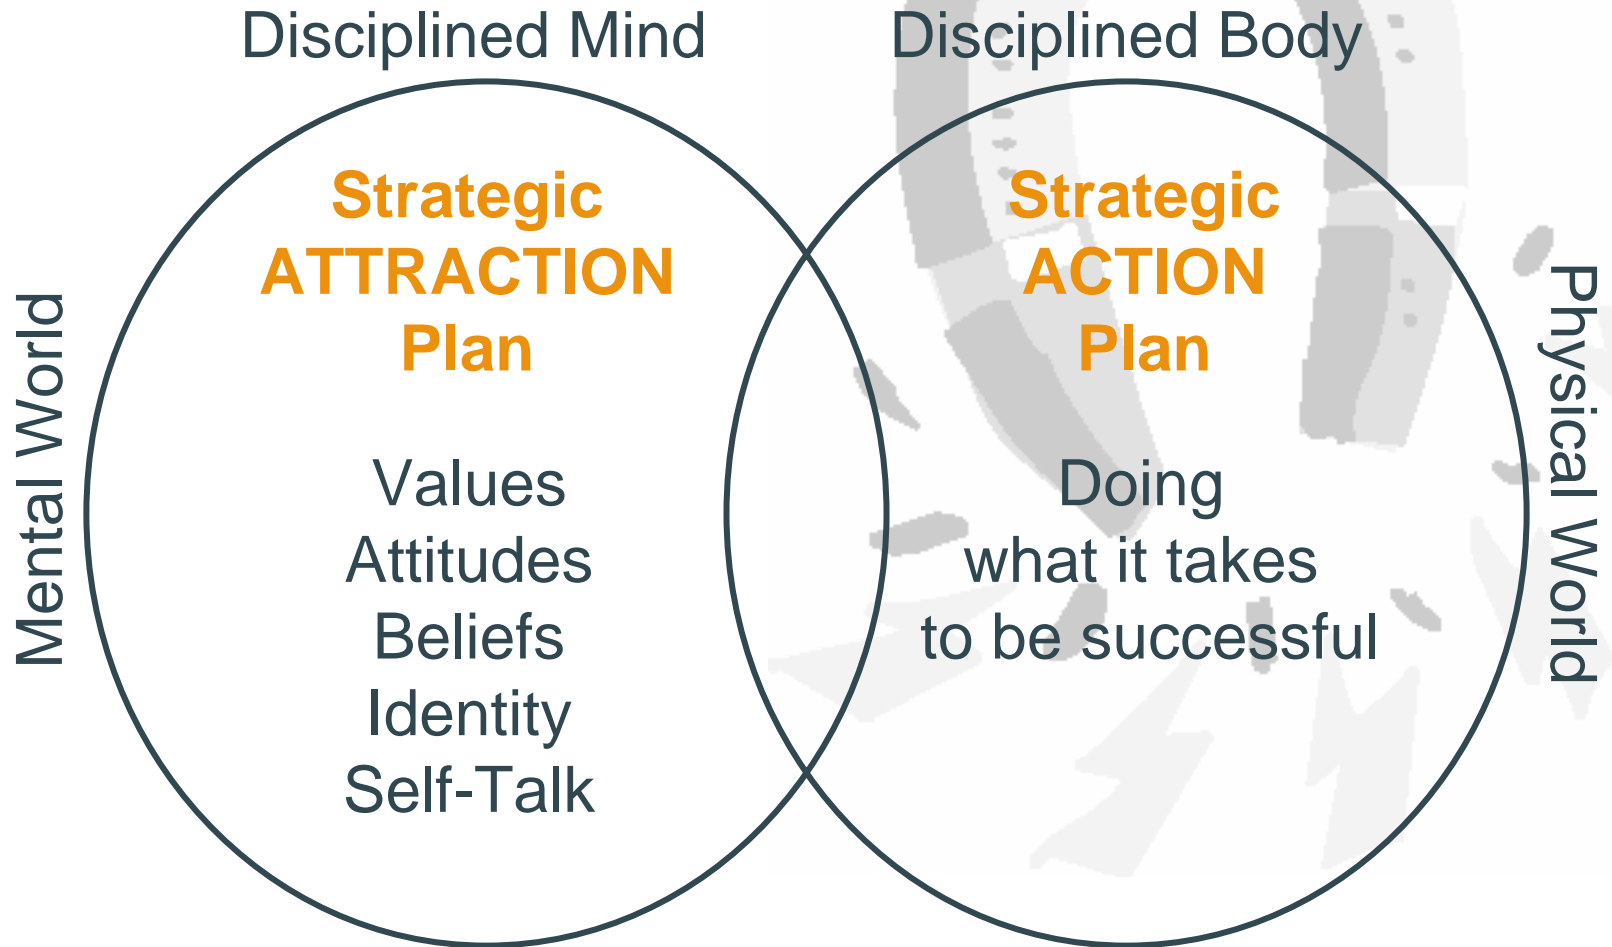 Disciplined Mind
Disciplined Body
Mental World
Strategic
ATTRACTION
Plan
Values
Attitudes
Beliefs
Identity
Self-Talk
Strategic
ACTION
Plan
Doing
what it takes
to be successful
Physical World